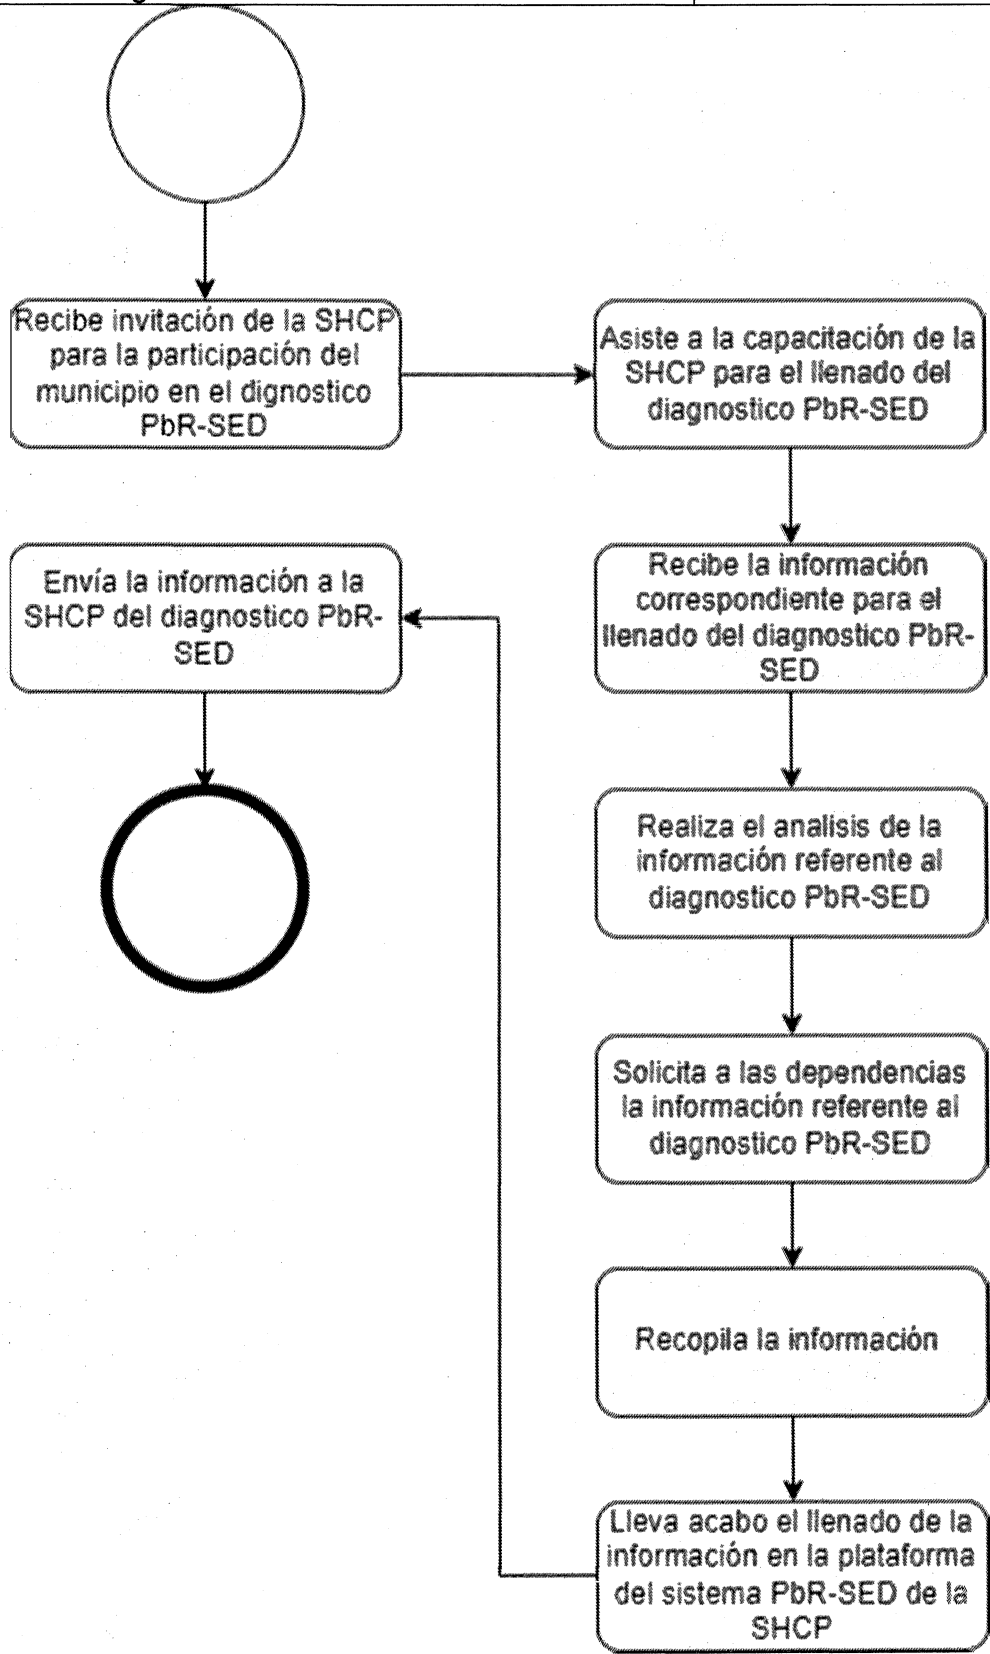 Recibe invitación de la SHCP
para la participación del
municipio en el dignostico
PbR-SED
Asiste a la capacitación de la
SHCP para el llenado del
diagnostico PbR-SED
Recibe la información
correspondiente para el
llenado del diagnostico PbR-
SED
Realiza el analisis de la
información referente al
diagnostico PbR-SED
Solicita a las dependencias
la información referente al
diagnostico PbR-SED
Recopila la información
Lleva acabo el llenado de la
información en la plataforma
del sistema PbR-SED de la
SHCP
Envía la información a la
SHCP del diagnostico PbR-
SED